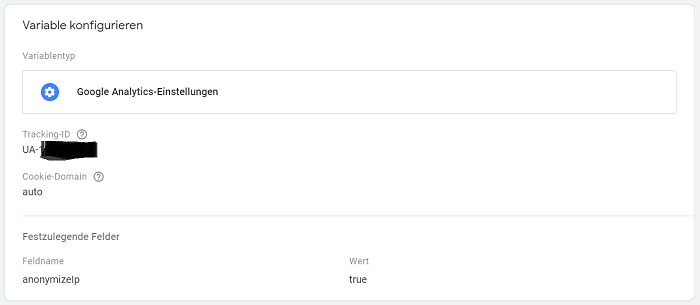 Variable konfigurieren
Variablentyp
Google Analytics-Einstellungen
Tracking-ID
UA-1
Cookie-Domain
auto
Festzulegende Felder
Feldname Wert
anonymizeIp true